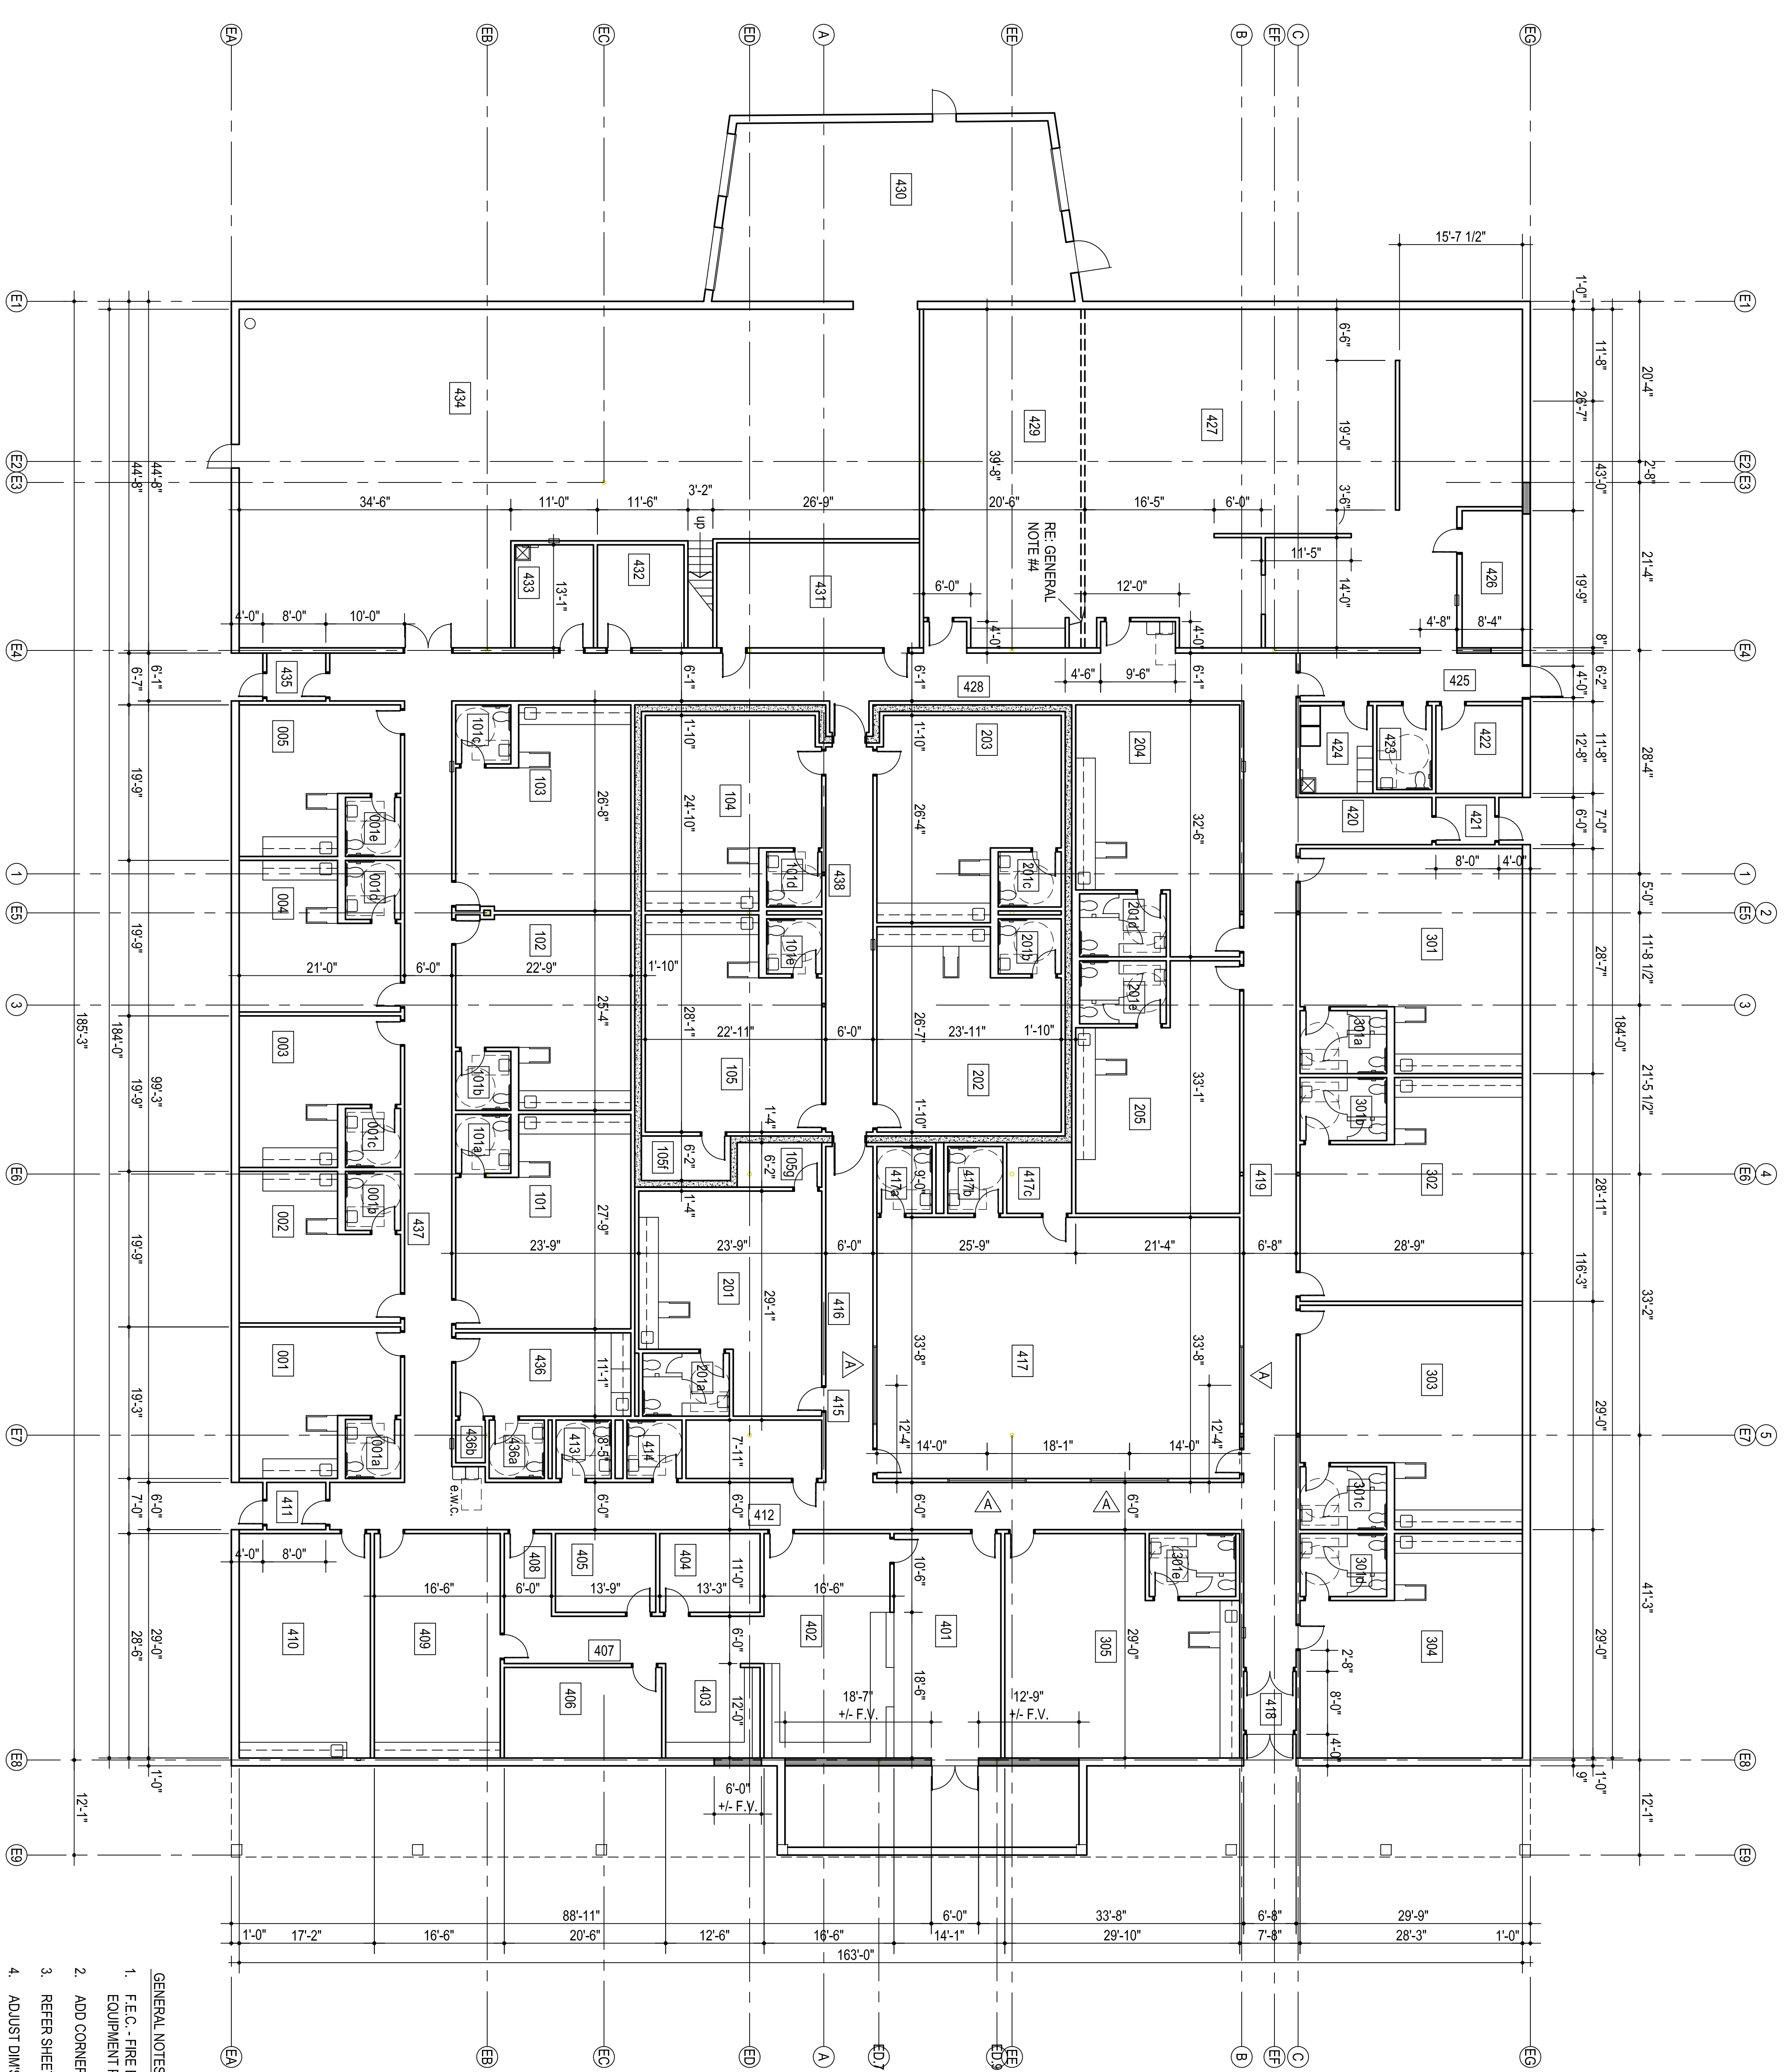 EA
EB
EC
ED
A
EE
B
EF
C
EG
430
15'-7 1/2"
1'-0"
11'-8"
26'-7"
20'-4"
43'-0"
2'-8"
E1
E1
6'-6"
19'-0"
3'-6"
434
429
427
39'-8"
E2
E3
E2
E3
44'-8"
44'-8"
34'-6"
11'-0"
11'-6"
3'-2"
26'-9"
20'-6"
16'-5"
6'-0"
up
RE: GENERAL
NOTE #4
11'-5"
14'-0"
19'-9"
21'-4"
426
433
13'-1"
432
431
6'-0"
12'-0"
4'-0"
8'-0"
10'-0"
4'-0"
4'-0"
4'-8"
8'-4"
8"
E4
E4
6'-7"
6'-1"
435
6'-1"
6'-1"
428
4'-6"
9'-6"
6'-1"
425
6'-2"
4'-0"
005
101c
103
1'-10"
104
1'-10"
203
204
424
423
422
12'-8"
11'-8"
28'-4"
19'-9"
26'-8"
24'-10"
26'-4"
32'-6"
420
421
6'-0"
7'-0"
001e
001d
004
101d
438
201c
201d
8'-0"
4'-0"
5'-0"
1
1
E5
E5
2
19'-9"
102
101e
201b
201e
301
11'-8 1/2"
28'-7"
21'-0"
6'-0"
22'-9"
1'-10"
25'-4"
28'-1"
22'-11"
6'-0"
26'-7"
23'-11"
1'-10"
33'-1"
3
3
184'-0"
185'-3"
184'-0"
003
001c
101b
105
202
205
301a
301b
21'-5 1/2"
19'-9"
99'-3"
101a
1'-4"
1'-10"
105f
6'-2"
6'-2"
105g
417a
9'-0"
417b
417c
419
302
E6
E6
4
28'-11"
002
001b
437
101
1'-4"
19'-9"
27'-9"
23'-9"
23'-9"
6'-0"
25'-9"
21'-4"
6'-8"
28'-9"
116'-3"
33'-2"
201
29'-1"
416
A
33'-8"
417
33'-8"
A
303
001
19'-3"
436
11'-1"
201a
415
29'-0"
12'-4"
12'-4"
14'-0"
18'-1"
14'-0"
E7
E7
5
001a
436b
436a
413
8'-5"
414
7'-11"
301c
7'-0"
6'-0"
411
e.w.c.
6'-0"
6'-0"
412
6'-0"
A
A
6'-0"
4'-0"
8'-0"
408
405
404
11'-0"
10'-6"
301e
301d
16'-6"
6'-0"
13'-9"
13'-3"
16'-6"
41'-3"
410
409
407
6'-0"
402
401
305
29'-0"
304
29'-0"
28'-6"
29'-0"
406
403
12'-0"
18'-7"
+/- F.V.
18'-6"
12'-9"
+/- F.V.
418
2'-8"
8'-0"
4'-0"
E8
E8
1'-0"
6'-0"
+/- F.V.
9"
1'-0"
12'-1"
12'-1"
E9
E9
88'-11"
6'-0"
33'-8"
6'-8"
29'-9"
1'-0"
17'-2"
16'-6"
20'-6"
12'-6"
16'-6"
14'-1"
29'-10"
7'-8"
28'-3"
1'-0"
163'-0"
EA
EB
EC
ED
A
ED.7
ED.9
EE
B
EF
C
EG
GENERAL NOTES
1. F.E.C. - FIRE
EQUIPMENT
2. ADD CORNER
3. REFER SHEE
4. ADJUST DIM'S